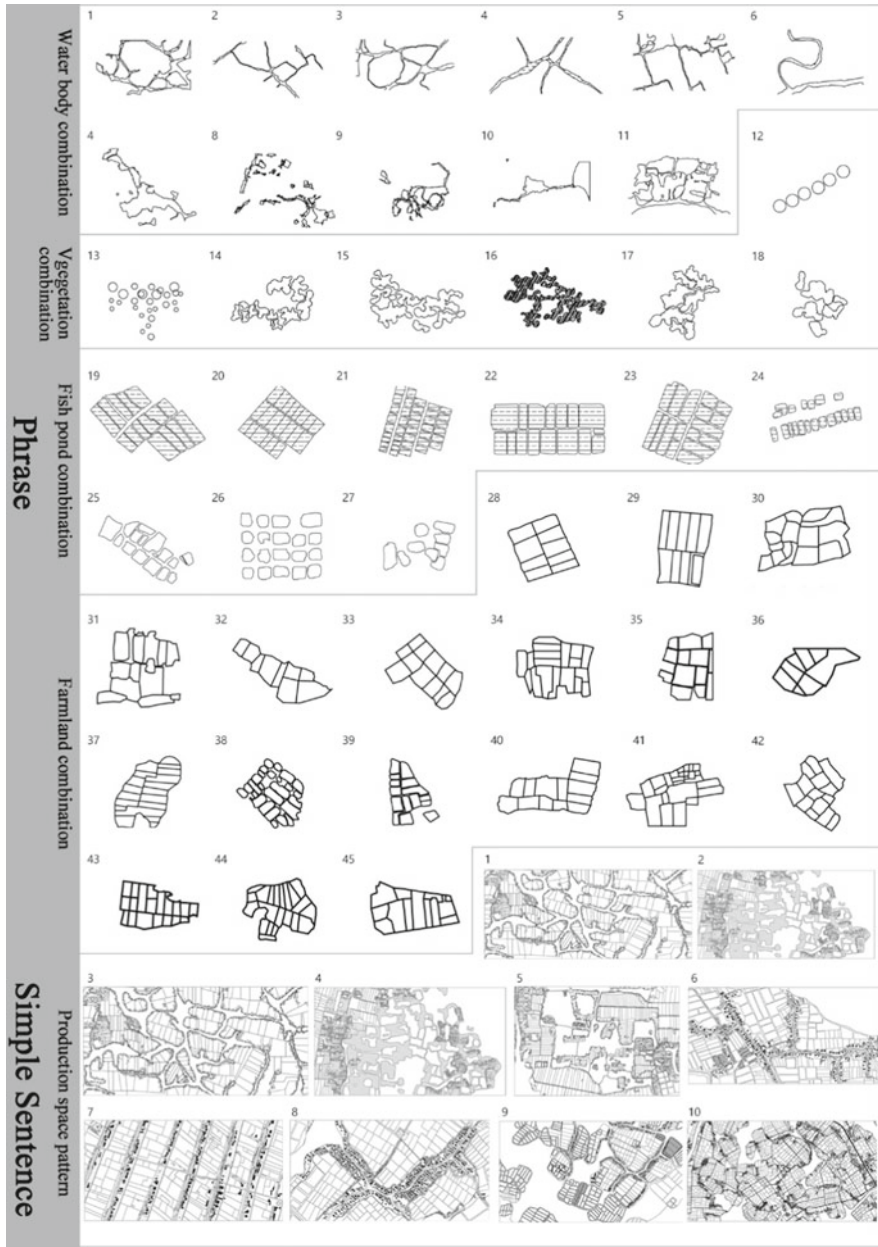 Water body combination
1 2 3 4 5 6
4 8 9 10 11 12
Vgegetation
combination
13 14 15 16 17 18
Phrase
Fish pond combination
19 20 21 22 23 24
25 26 27 28 29 30
Farmland combination
31 32 33 34 35 36
37 38 39 40 41 42
43 44 45 1 2
Simple Sentence
Production space pattern
3 4 5 6
7 8 9 10